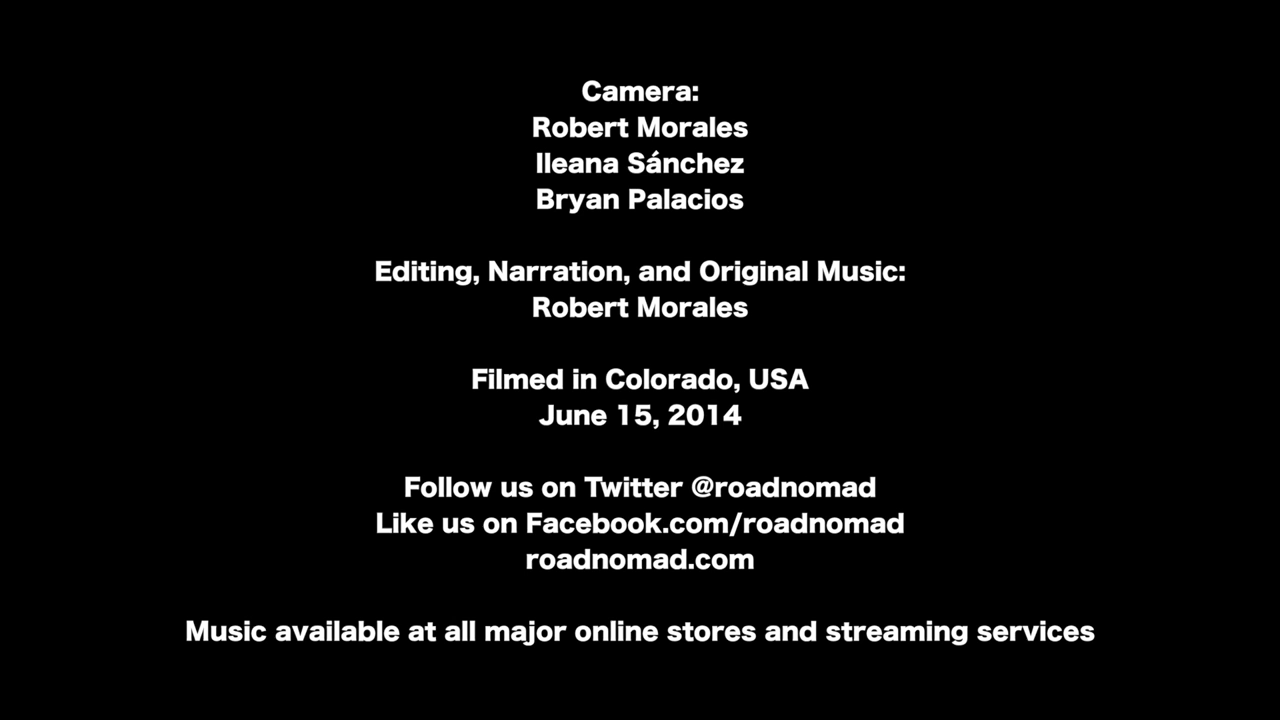 Camera:
Robert Morales
Ileana Sánchez
Bryan Palacios
Editing, Narration, and Original Music:
Robert Morales
Filmed in Colorado, USA
June 15, 2014
Follow us on Twitter @roadnomad
Like us on Facebook.com/roadnomad
roadnomad.com
Music available at all major online stores and streaming services